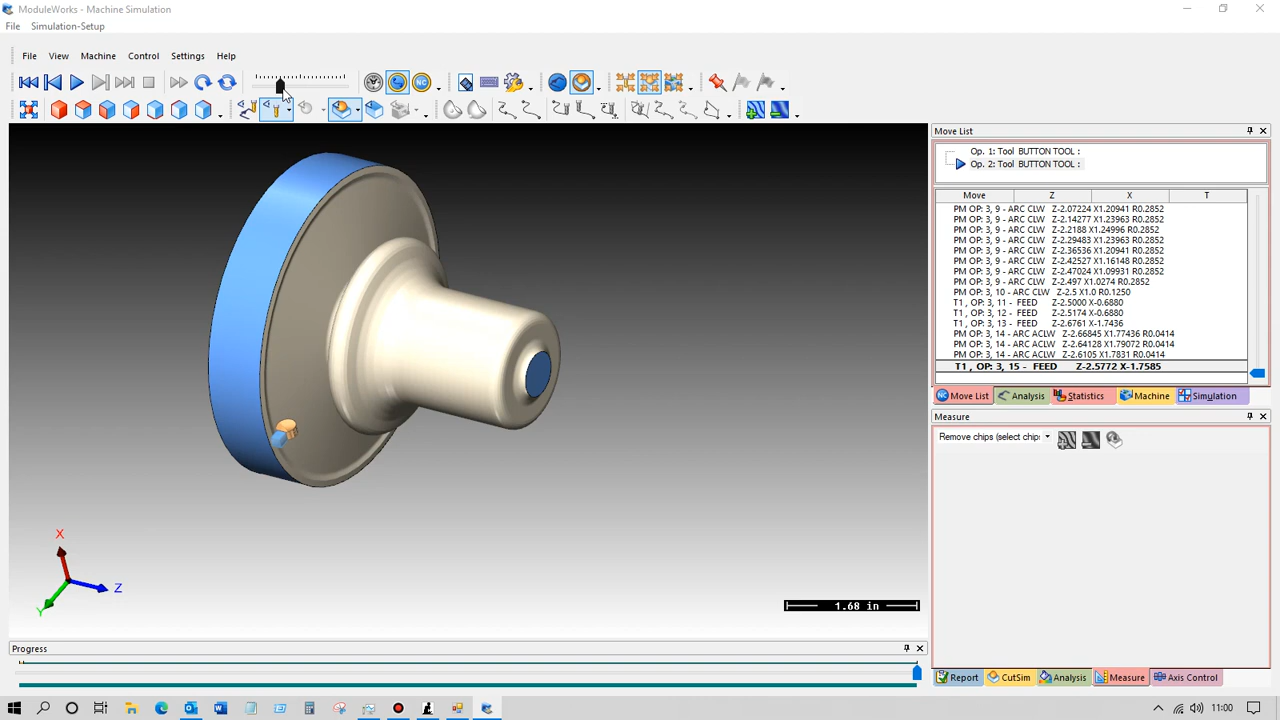 ModuleWorks - Machine Simulation
File Simulation-Setup
File View Machine Control Settings Help
NC
Move List
Op. 1: Tool BUTTON TOOL :
Op. 2: Tool BUTTON TOOL :
Move Z X T
PM OP: 3, 9 - ARC CLW Z-2.07224 X1.20941 R0.2852
PM OP: 3, 9 - ARC CLW Z-2.14277 X1.23963 R0.2852
PM OP: 3, 9 - ARC CLW Z-2.2188 X1.24996 R0.2852
PM OP: 3, 9 - ARC CLW Z-2.29483 X1.23963 R0.2852
PM OP: 3, 9 - ARC CLW Z-2.36536 X1.20941 R0.2852
PM OP: 3, 9 - ARC CLW Z-2.42527 X1.16148 R0.2852
PM OP: 3, 9 - ARC CLW Z-2.47024 X1.09931 R0.2852
PM OP: 3, 9 - ARC CLW Z-2.497 X1.0274 R0.2852
PM OP: 3, 10 - ARC CLW Z-2.5 X1.0 R0.1250
T1 , OP: 3, 11 - FEED Z-2.5000 X-0.6880
T1 , OP: 3, 12 - FEED Z-2.5174 X-0.6880
T1 , OP: 3, 13 - FEED Z-2.6761 X-1.7436
PM OP: 3, 14 - ARC ACLW Z-2.66845 X1.77436 R0.0414
PM OP: 3, 14 - ARC ACLW Z-2.64128 X1.79072 R0.0414
PM OP: 3, 14 - ARC ACLW Z-2.6105 X1.7831 R0.0414
T1 , OP: 3, 15 - FEED Z-2.5772 X-1.7585
NC Move List Analysis Statistics Machine Simulation
Measure
Remove chips (select chip:
X
Z
Y
1.68 in
Progress
Report CutSim Analysis Measure Axis Control
11:00